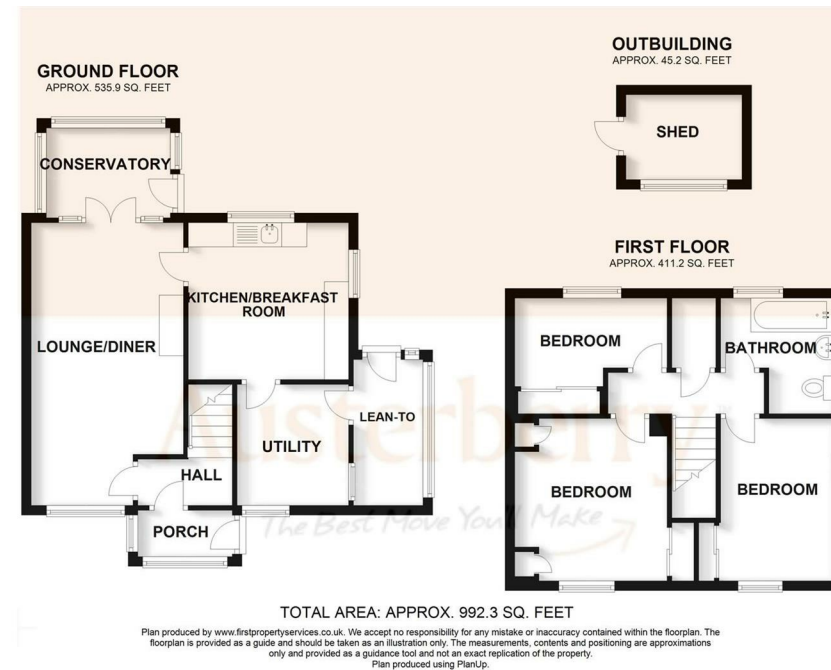 GROUND FLOOR
APPROX. 535.9 SQ. FEET
CONSERVATORY
KITCHEN/BREAKFAST
ROOM
LOUNGE/DINER
LEAN-TO
UTILITY
HALL
PORCH
OUTBUILDING
APPROX. 45.2 SQ. FEET
SHED
FIRST FLOOR
APPROX. 411.2 SQ. FEET
BEDROOM
BATHROOM
BEDROOM
BEDROOM
Austerberry
The Best Move You'll Make
TOTAL AREA: APPROX. 992.3 SQ. FEET
Plan produced by www.firstpropertyservices.co.uk. We accept no responsibility for any mistake or inaccuracy contained within the floorplan. The
floorplan is provided as a guide and should be taken as an illustration only. The measurements, contents and positioning are approximations
only and provided as a guidance tool and not an exact replication of the property.
Plan produced using PlanUp.